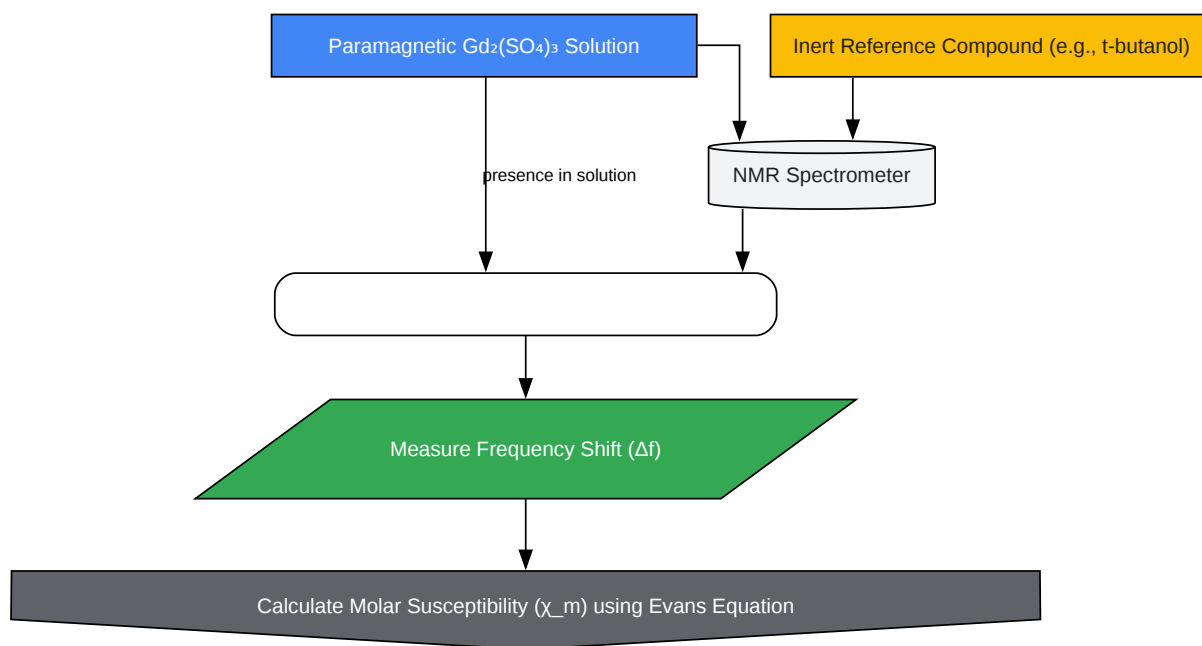 Paramagnetic Gd₂(SO₄)₃ Solution
Inert Reference Compound (e.g., t-butanol)
NMR Spectrometer
presence in solution
Measure Frequency Shift (Δf)
Calculate Molar Susceptibility (χ_m) using Evans Equation